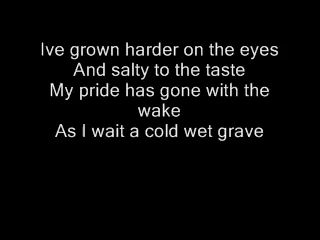 Ive grown harder on the eyes
And salty to the taste
My pride has gone with the
wake
As I wait a cold wet grave